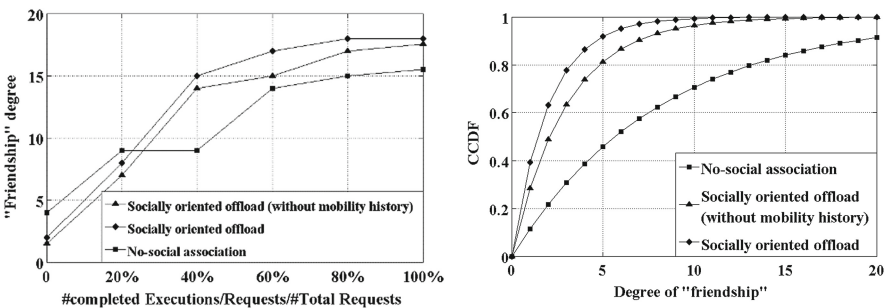 20
15
10
5
0
"Friendship" degree
0 20% 40% 60% 80% 100%
#completed Executions/Requests/#Total Requests
Socially oriented offload (without mobility history)
Socially oriented offload
No-social association
1
0.8
0.6
0.4
0.2
0
CCDF
0 5 10 15 20
Degree of "friendship"
No-social association
Socially oriented offload
(without mobility history)
Socially oriented offload